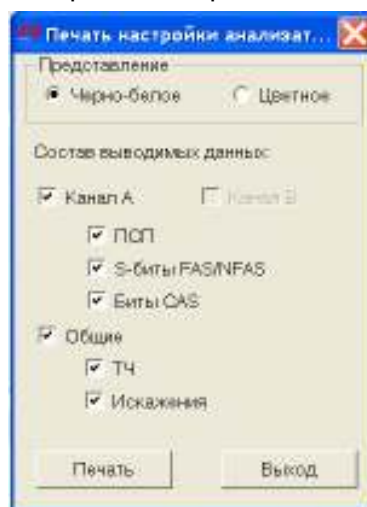 Печать настройки анализат...
Представление
Черно-белое Цветное
Состав выводимых данных:
Канал A Канал B
ПСП
S-биты FAS/NFAS
Биты CAS
Общие
ТЧ
Искажения
Печать Выход